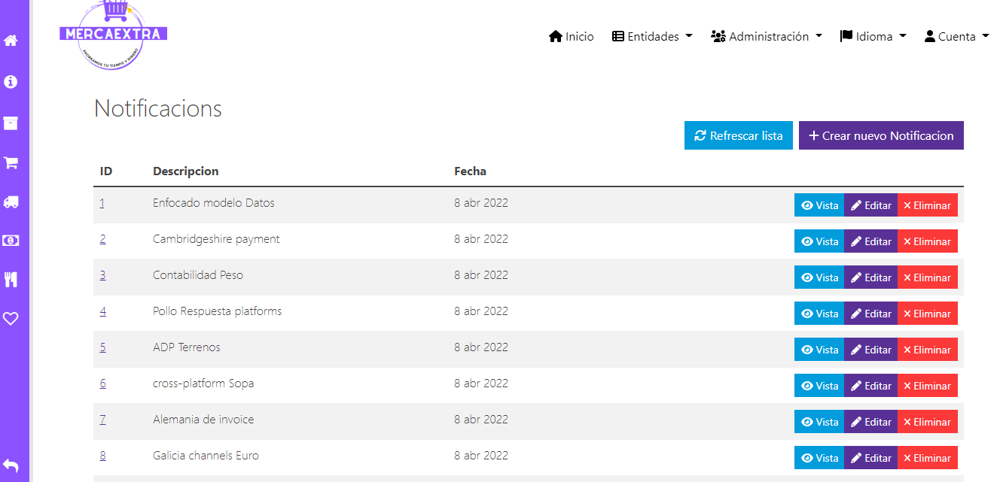 MERCAEXTRA
AHORRAMOS TU TIEMPO Y DINERO
Inicio Entidades Administración Idioma Cuenta
Notificacions
Refrescar lista + Crear nuevo Notificacion
ID Descripcion Fecha
1 Enfocado modelo Datos 8 abr 2022 Vista Editar Eliminar
2 Cambridgeshire payment 8 abr 2022 Vista Editar Eliminar
3 Contabilidad Peso 8 abr 2022 Vista Editar Eliminar
4 Pollo Respuesta platforms 8 abr 2022 Vista Editar Eliminar
5 ADP Terrenos 8 abr 2022 Vista Editar Eliminar
6 cross-platform Sopa 8 abr 2022 Vista Editar Eliminar
7 Alemania de invoice 8 abr 2022 Vista Editar Eliminar
8 Galicia channels Euro 8 abr 2022 Vista Editar Eliminar